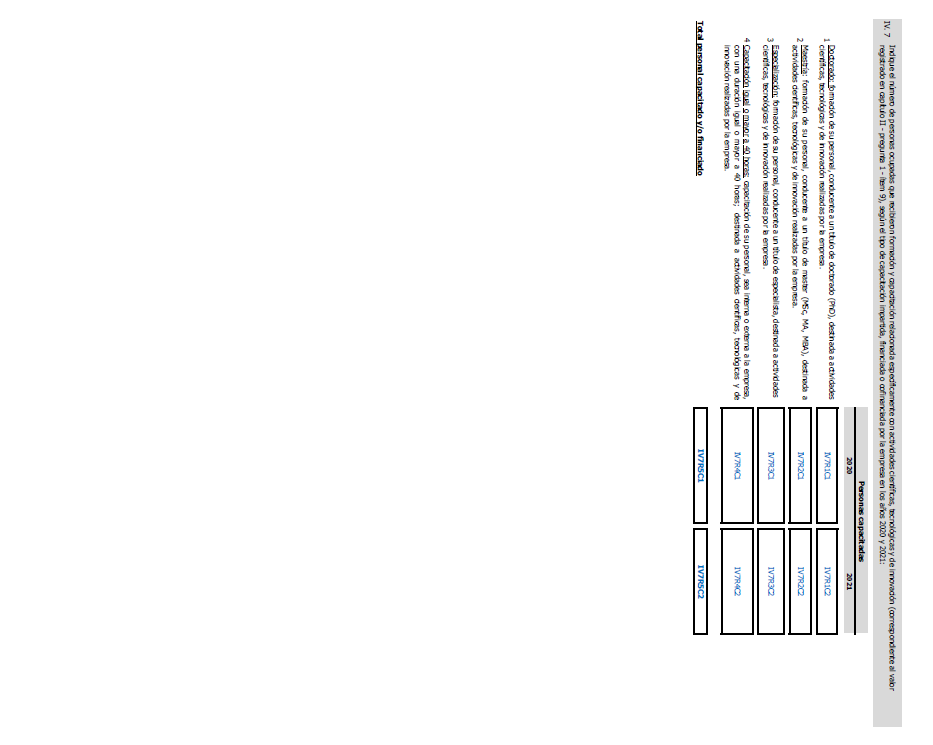 IV. 7 Indique el número de personas ocupadas que recibieron formación y capacitación relacionada específicamente con actividades científicas, tecnológicas y de innovación (correspondiente al valor
registrado en capítulo II - pregunta 1 - ítem 9), según el tipo de capacitación impartida, financiada o cofinanciada por la empresa en los años 2020 y 2021:
Personas capacitadas
2020 2021
1 Doctorado: formación de su personal, conducente a un título de doctorado (PhD), destinada a actividades
científicas, tecnológicas y de innovación realizadas por la empresa.
IV7R1C1 IV7R1C2
2 Maestría: formación de su personal, conducente a un título de master (MSc, MA, MBA), destinada a
actividades científicas, tecnológicas y de innovación realizadas por la empresa.
IV7R2C1 IV7R2C2
3 Especialización: formación de su personal, conducente a un título de especialista, destinada a actividades
científicas, tecnológicas y de innovación realizadas por la empresa.
IV7R3C1 IV7R3C2
4 Capacitación igual o mayor a 40 horas: capacitación de su personal, sea interna o externa a la empresa,
con una duración igual o mayor a 40 horas; destinada a actividades científicas, tecnológicas y de
innovación realizadas por la empresa.
IV7R4C1 IV7R4C2
Total personal capacitado y/o financiado IV7R5C1 IV7R5C2